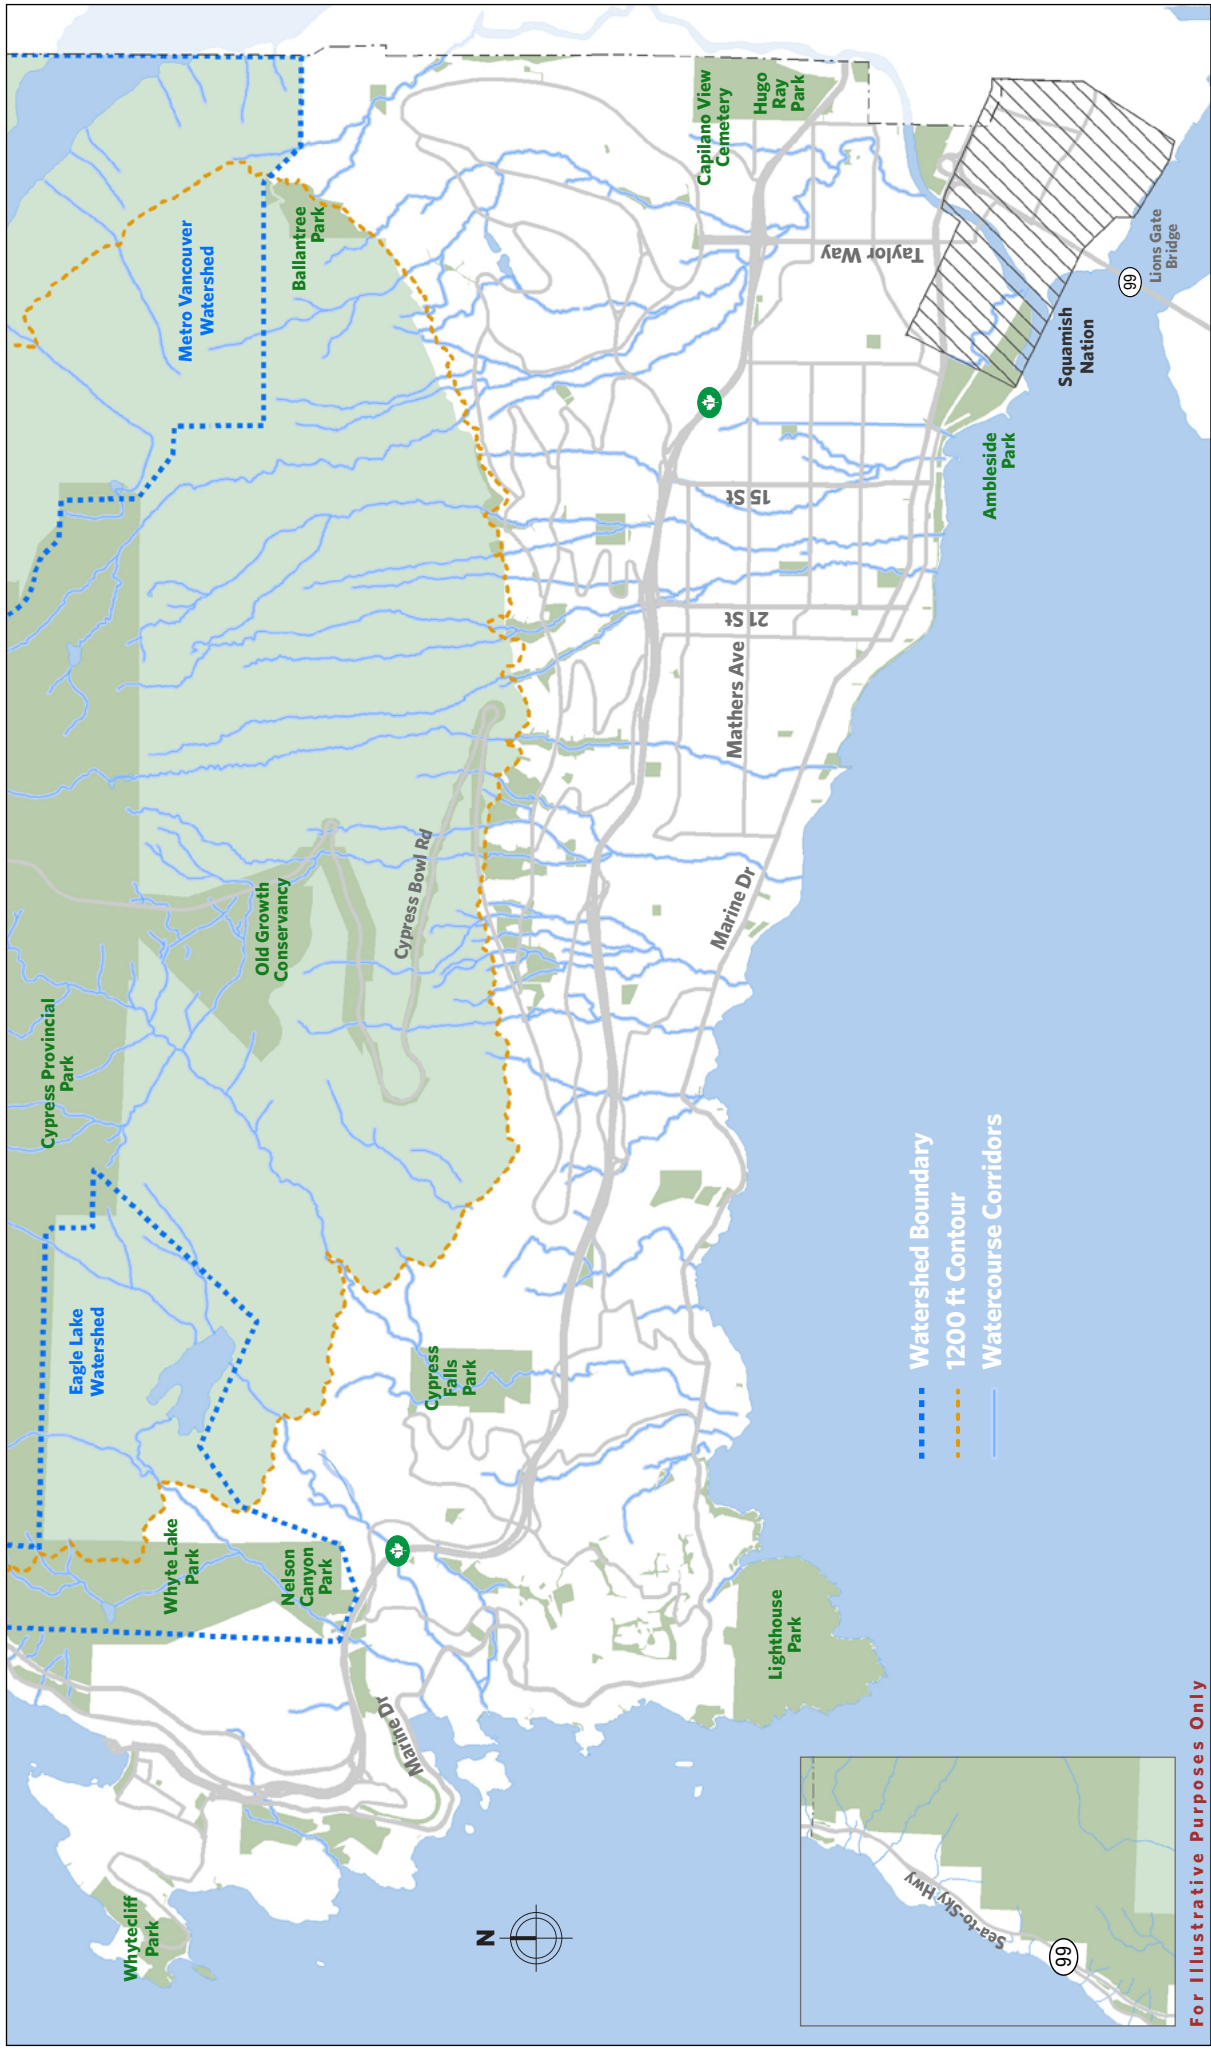 Whytecliff
Park
Marine Dr
Whyte Lake
Park
Nelson
Canyon
Park
Eagle Lake
Watershed
Cypress
Falls
Park
Lighthouse
Park
Cypress Provincial
Park
Old Growth
Conservancy
Cypress Bowl Rd
Marine Dr
Mathers Ave
21 St
15 St
Metro Vancouver
Watershed
Ballantree
Park
Capilano View
Cemetery
Hugo
Ray
Park
Taylor Way
Ambleside
Park
Squamish
Nation
Lions Gate
Bridge
99
1
1
N
Watershed Boundary
1200 ft Contour
Watercourse Corridors
Sea-to-Sky Hwy
99
For Illustrative Purposes Only